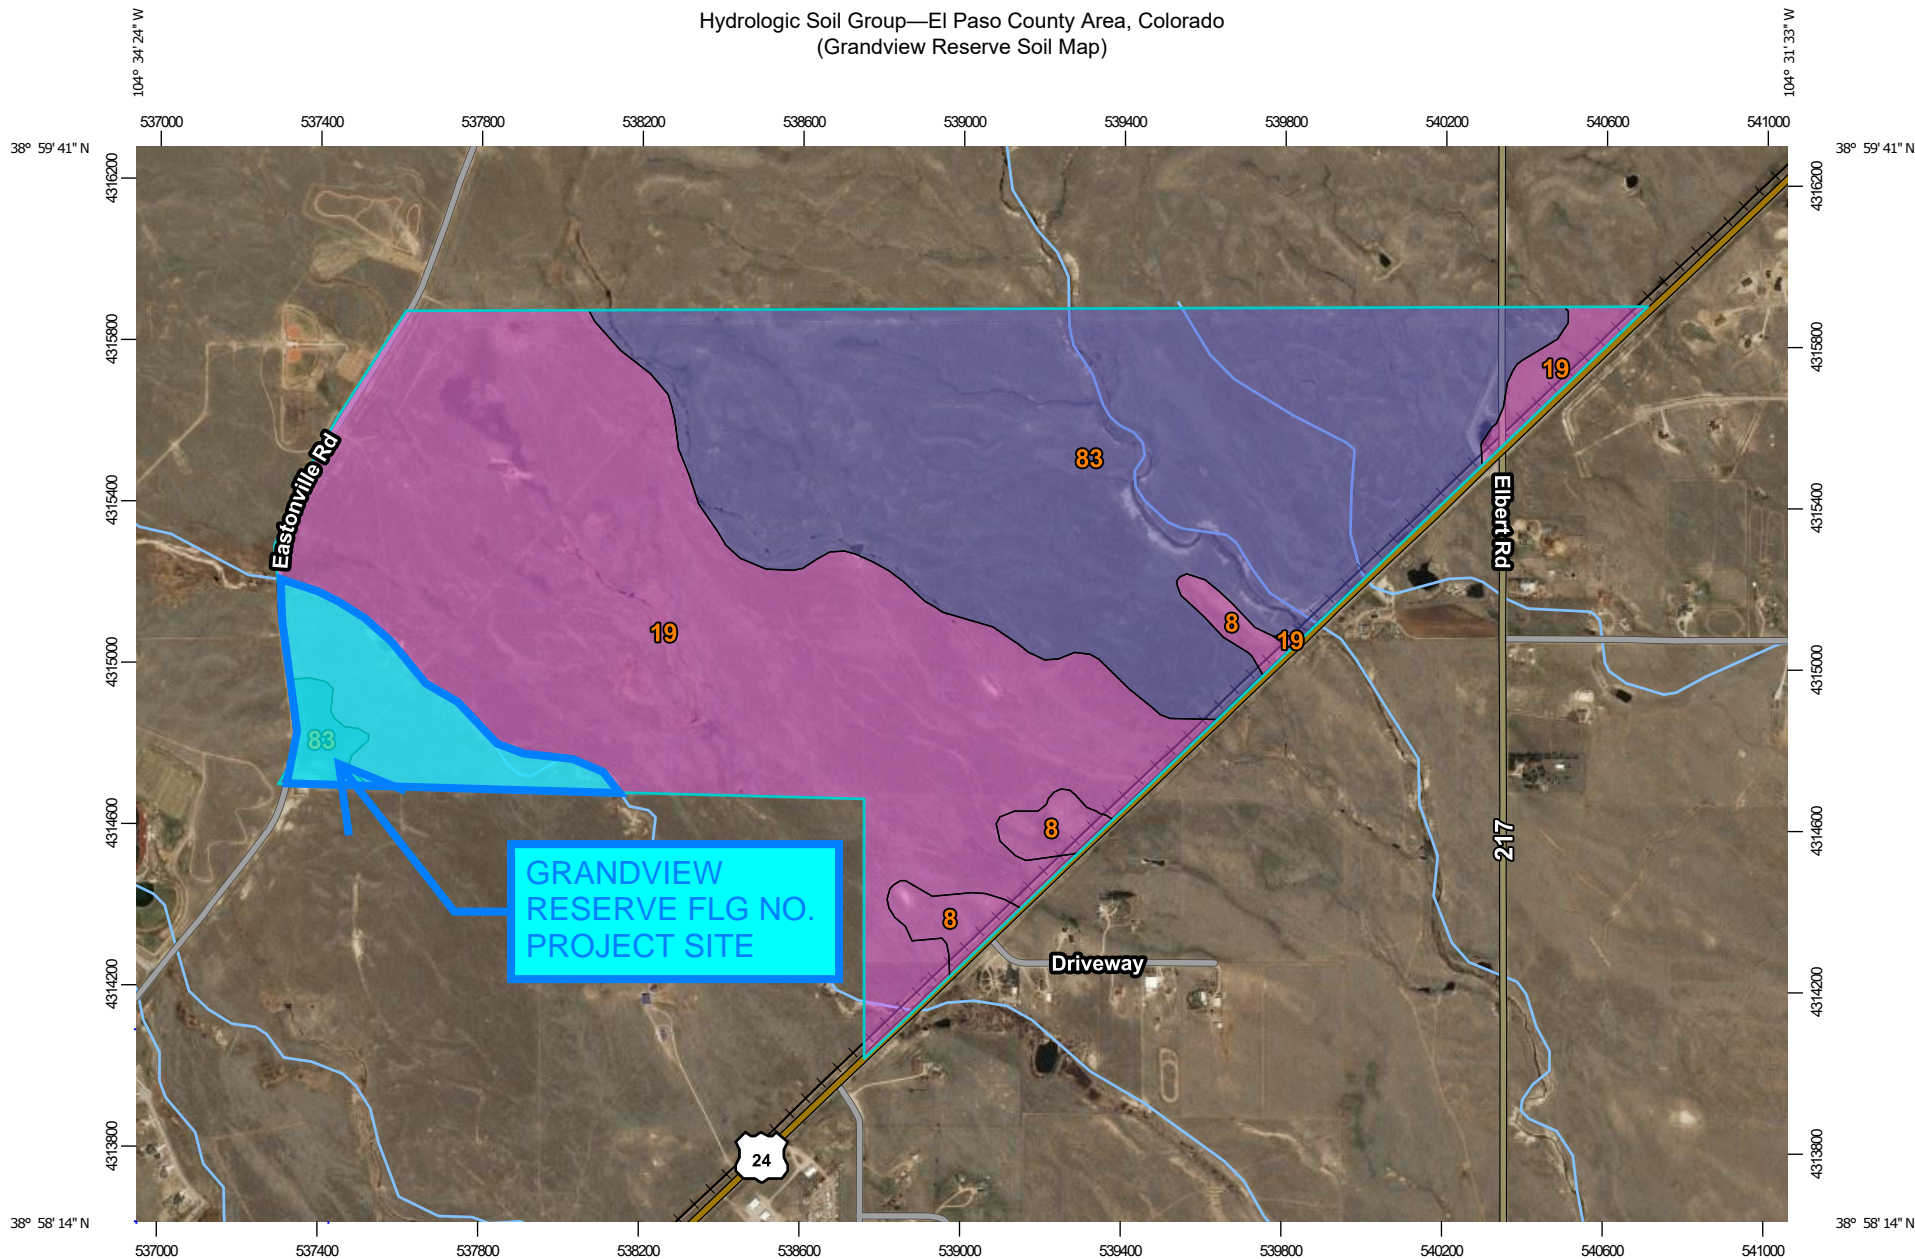 Hydrologic Soil Group—El Paso County Area, Colorado
(Grandview Reserve Soil Map)
104° 34' 24" W
104° 31' 33" W
537000 537400 537800 538200 538600 539000 539400 539800 540200 540600 541000
38° 59' 41" N
38° 59' 41" N
4316200
4316200
4315800
4315800
19
Eastonville Rd
83
4315400
4315400
Elbert Rd
8
19
19
4315000
4315000
83
4314600
4314600
8
217
GRANDVIEW
RESERVE FLG NO.
PROJECT SITE
8
Driveway
4314200
4314200
4313800
4313800
24
38° 58' 14" N
38° 58' 14" N
537000 537400 537800 538200 538600 539000 539400 539800 540200 540600 541000